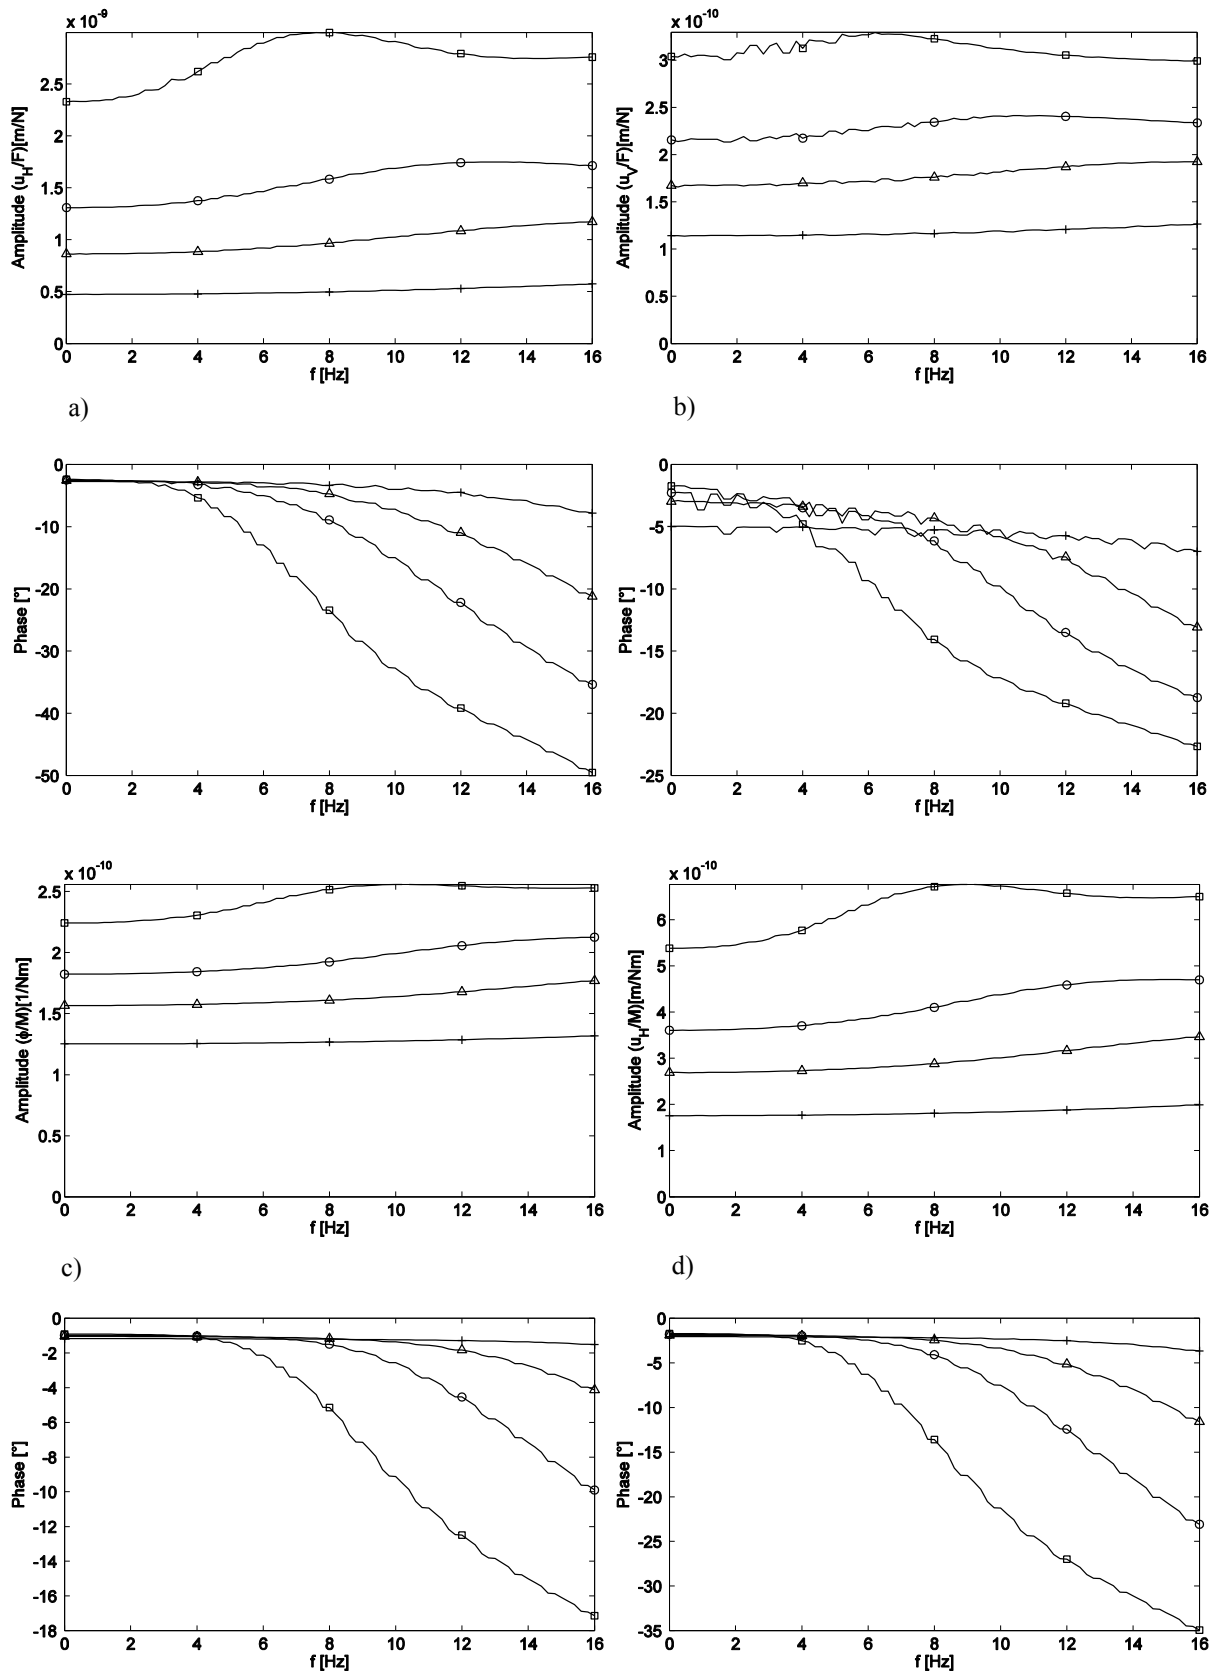 x 10-9
2.5
2
1.5
1
0.5
0
Amplitude (uH/F)[m/N]
0 2 4 6 8 10 12 14 16
f [Hz]
a)
x 10-10
3
2.5
2
1.5
1
0.5
0
Amplitude (uV/F)[m/N]
0 2 4 6 8 10 12 14 16
f [Hz]
b)
0
-10
-20
-30
-40
-50
Phase [°]
0 2 4 6 8 10 12 14 16
f [Hz]
0
-5
-10
-15
-20
-25
Phase [°]
0 2 4 6 8 10 12 14 16
f [Hz]
x 10-10
2.5
2
1.5
1
0.5
0
Amplitude (ϕ/M)[1/Nm]
0 2 4 6 8 10 12 14 16
f [Hz]
c)
x 10-10
6
5
4
3
2
1
0
Amplitude (uH/M)[m/Nm]
0 2 4 6 8 10 12 14 16
f [Hz]
d)
0
-2
-4
-6
-8
-10
-12
-14
-16
-18
Phase [°]
0 2 4 6 8 10 12 14 16
f [Hz]
0
-5
-10
-15
-20
-25
-30
-35
Phase [°]
0 2 4 6 8 10 12 14 16
f [Hz]